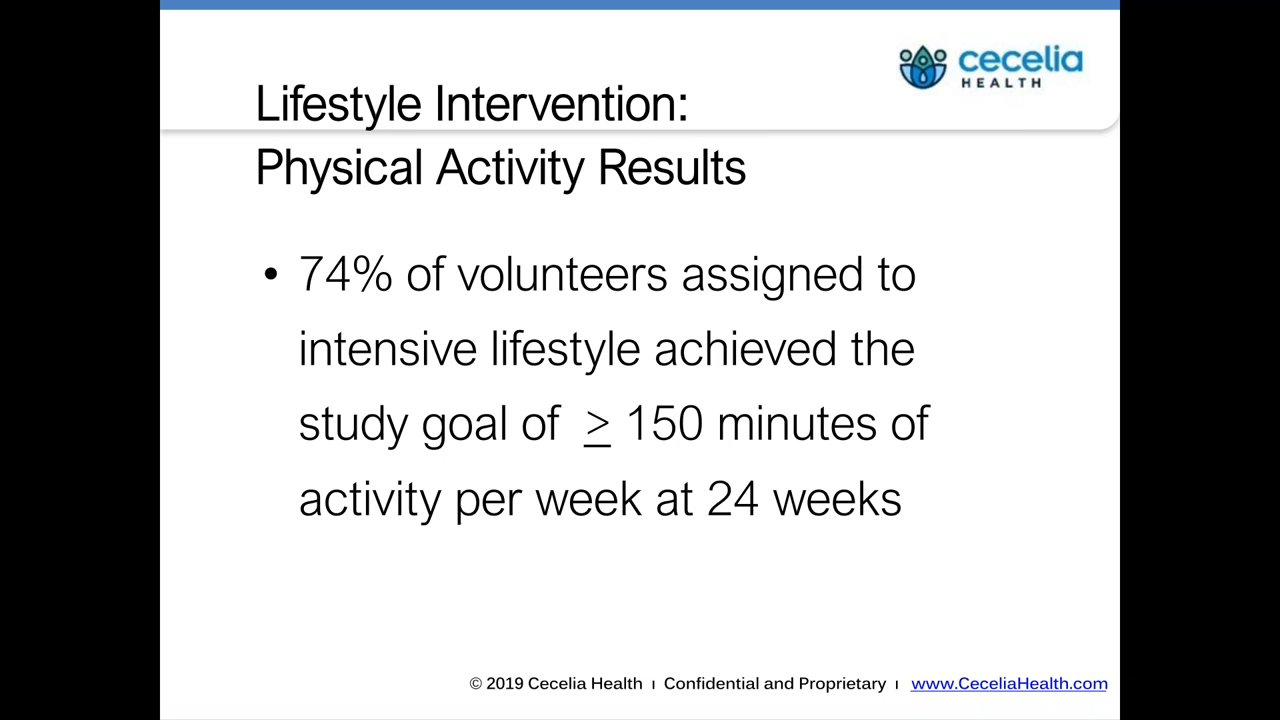 cecelia
HEALTH
Lifestyle Intervention:
Physical Activity Results
• 74% of volunteers assigned to
intensive lifestyle achieved the
study goal of ≥ 150 minutes of
activity per week at 24 weeks
© 2019 Cecelia Health ı Confidential and Proprietary ı www.CeceliaHealth.com